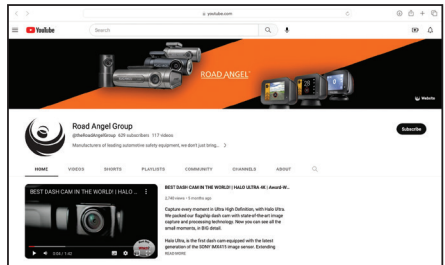 youtube.com
YouTube
Search
ROAD ANGEL
Website
Road Angel Group
@theRoadAngelGroup 629 subscribers 117 videos
Manufacturers of leading automotive safety equipment, we don't just bring...
Subscribe
HOME VIDEOS SHORTS PLAYLISTS COMMUNITY CHANNELS ABOUT
BEST DASH CAM IN THE WORLD! | HALO ...
0:04 / 1:42
BEST DASH CAM IN THE WORLD! | HALO ULTRA 4K | Award-W...
views
months ago
Capture every moment in Ultra High Definition, with Halo Ultra.
We packed our flagship dash cam with state-of-the-art image
capture and processing technology. Now you can see all the
small moments, in BIG detail.
Halo Ultra, is the first dash cam equipped with the latest
generation of the SONY IMX415 image sensor. Extending
READ MORE